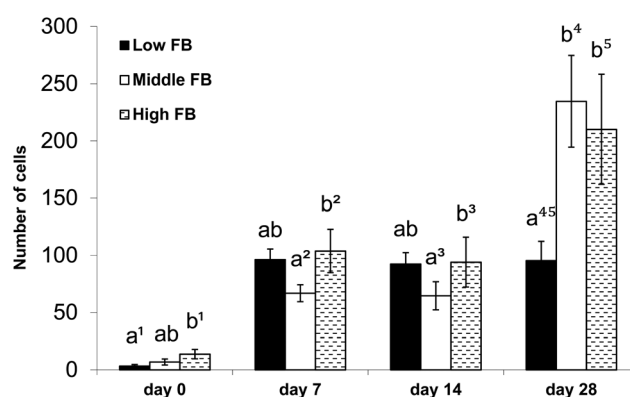 300
250
200
150
100
50
0
Number of cells
Low FB
Middle FB
High FB
a¹ ab b¹
ab a² b²
ab a³ b³
a⁴⁵ b⁴ b⁵
day 0 day 7 day 14 day 28